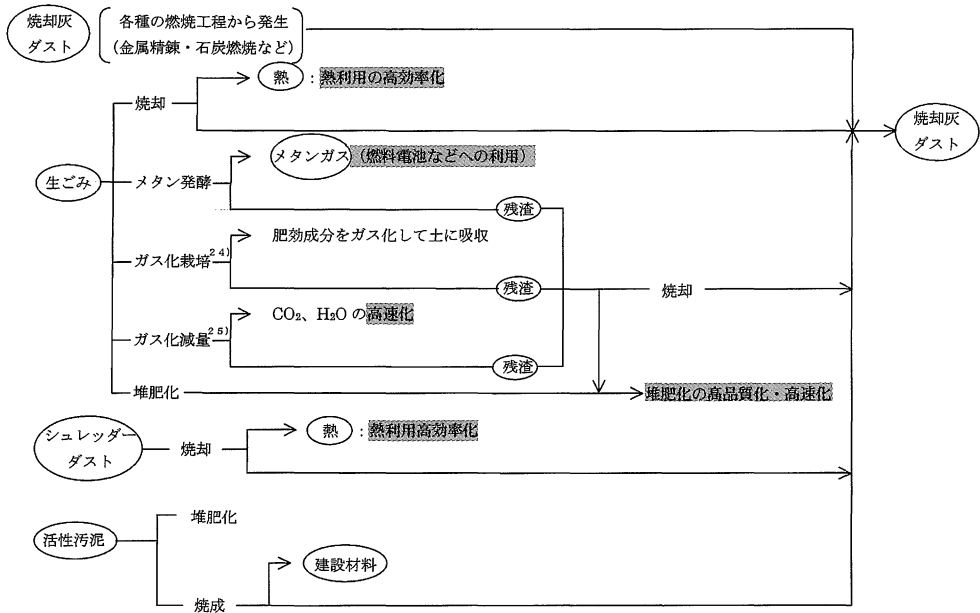 焼却灰
ダスト
各種の燃焼工程から発生
(金属精錬・石炭燃焼など)
熱 : 熱利用の高効率化
焼却
焼却灰
ダスト
メタンガス (燃料電池などへの利用)
生ごみ
メタン発酵
残渣
肥効成分をガス化して土に吸収
ガス化栽培24)
残渣
焼却
CO₂、H₂O の高速化
ガス化減量25)
残渣
堆肥化
堆肥化の高品質化・高速化
シュレッダー
ダスト
焼却
熱 : 熱利用高効率化
堆肥化
活性汚泥
建設材料
焼成